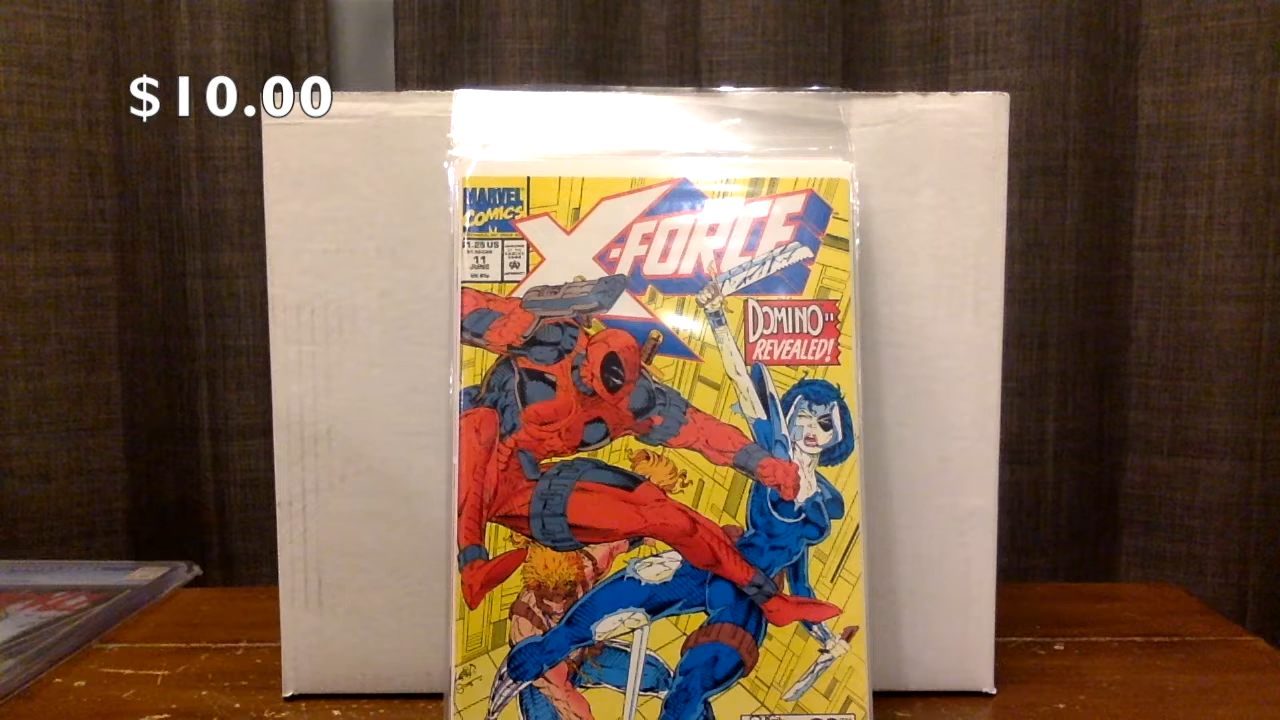 $10.00
MARVEL
COMICS
X-FORCE
$1.25 US
11
JUNE
DOMINO
REVEALED!